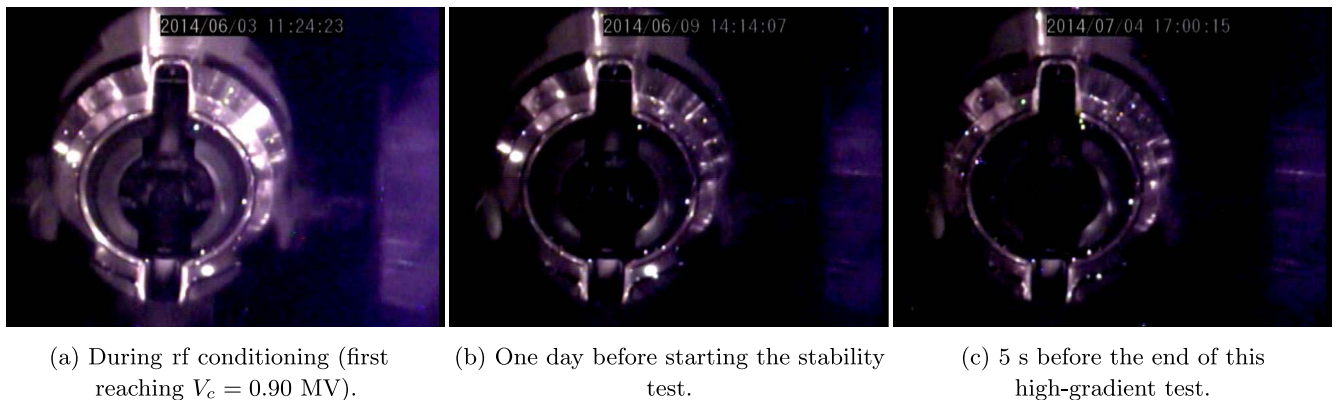 2014/06/03 11:24:23
2014/06/09 14:14:07
2014/07/04 17:00:15
(a) During rf conditioning (first
reaching V_c = 0.90 MV).
(b) One day before starting the stability
test.
(c) 5 s before the end of this
high-gradient test.